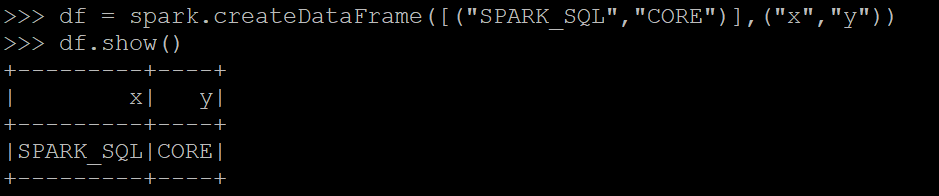 >>> df = spark.createDataFrame([("SPARK_SQL","CORE")],("x","y"))
>>> df.show()
+---------+----+
|        x|   y|
+---------+----+
|SPARK_SQL|CORE|
+---------+----+